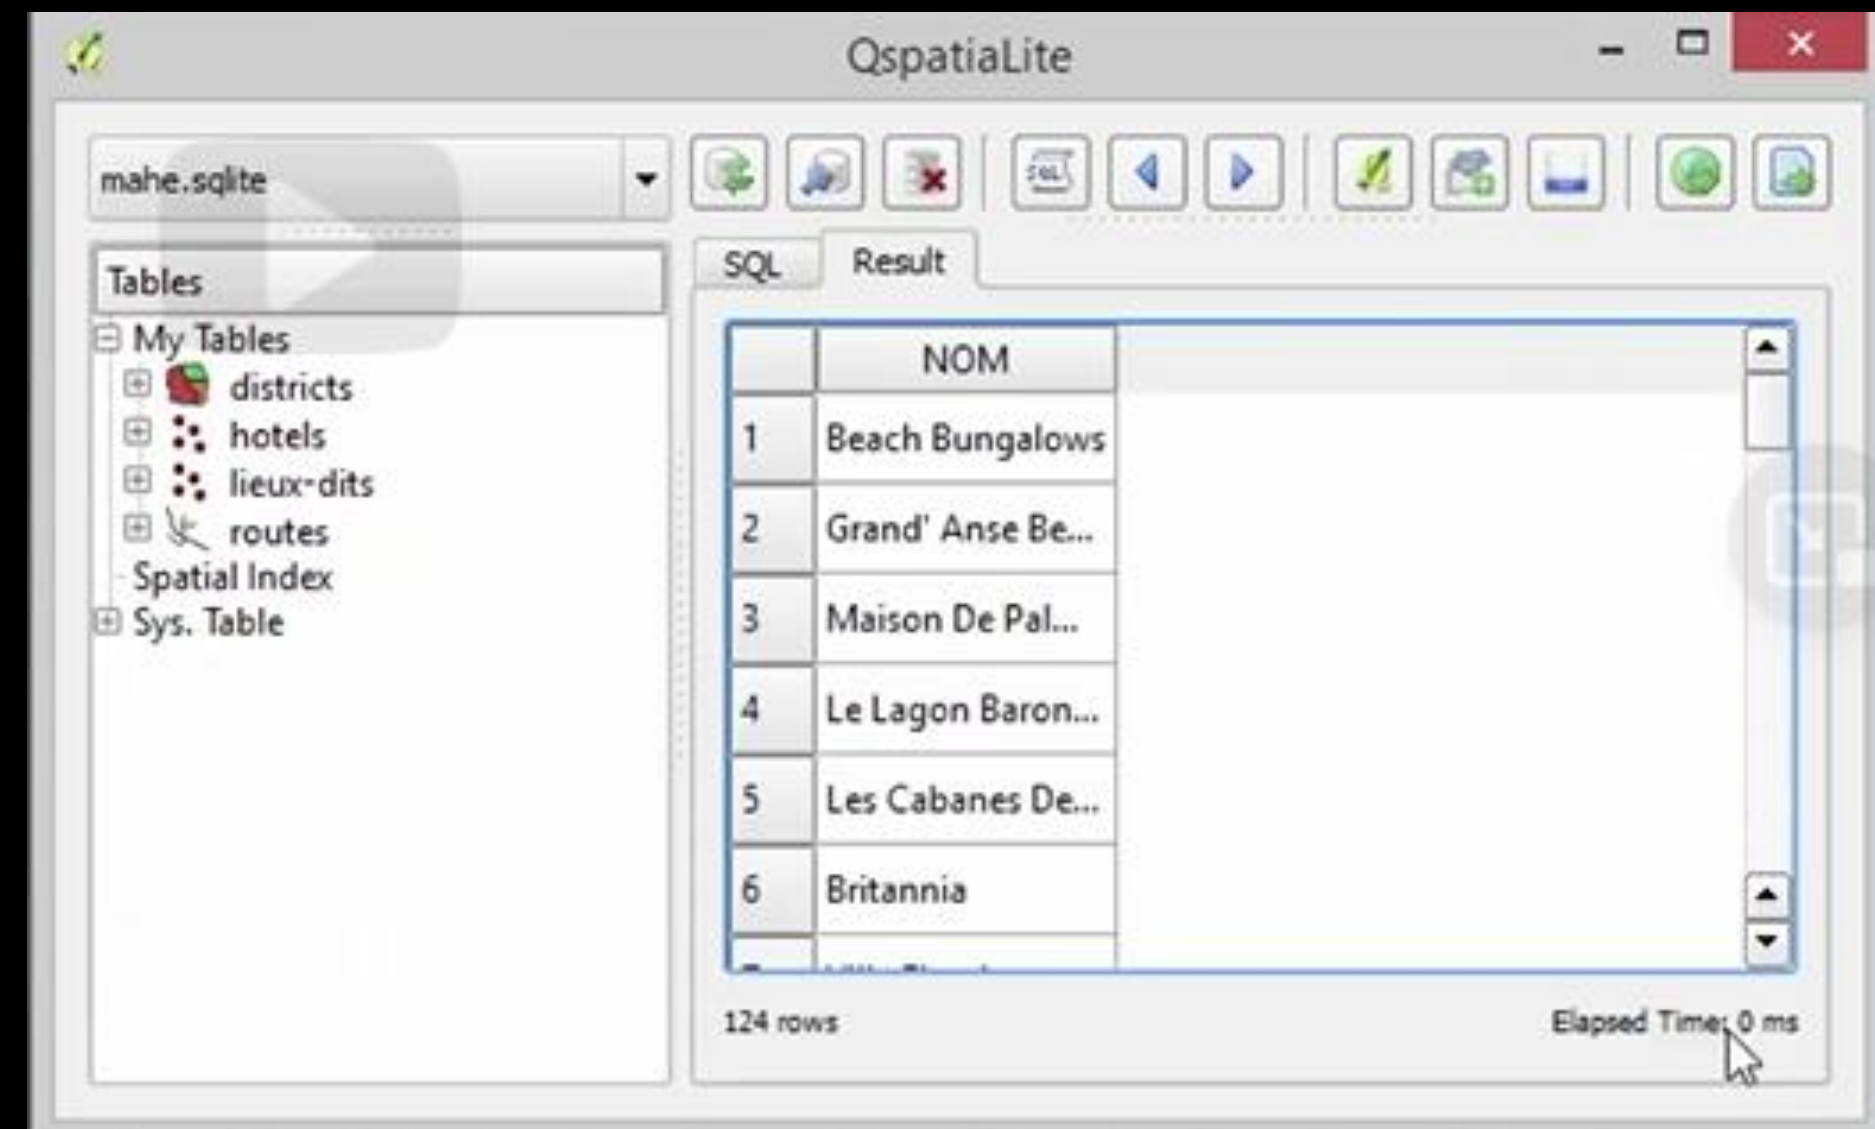 QspatiaLite
mahe.sqlite
SQL
Tables
My Tables
districts
hotels
lieux-dits
routes
Spatial Index
Sys. Table
SQL
Result
NOM
1 Beach Bungalows
2 Grand' Anse Be...
3 Maison De Pal...
4 Le Lagon Baron...
5 Les Cabanes De...
6 Britannia
124 rows
Elapsed Time: 0 ms